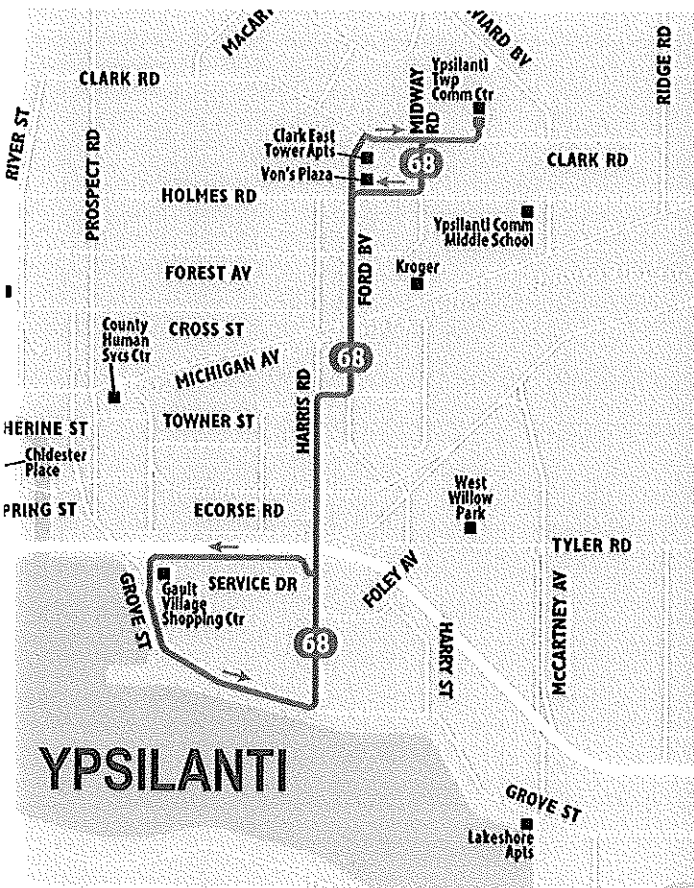 MACART
WIARD BV
RIDGE RD
CLARK RD
Ypsilanti
Twp
Comm Ctr
MIDWAY
RD
RIVER ST
PROSPECT RD
Clark East
Tower Apts
68
CLARK RD
Von's Plaza
HOLMES RD
Ypsilanti Comm
Middle School
FORD BV
Kroger
FOREST AV
County
Human
Svcs Ctr
CROSS ST
68
MICHIGAN AV
HARRIS RD
TOWNER ST
HERINE ST
Chidester
Place
West
Willow
Park
PRING ST
ECORSE RD
TYLER RD
GROVE ST
Gault
Village
Shopping Ctr
SERVICE DR
FOLEY AV
McCARTNEY AV
68
HARRY ST
YPSILANTI
GROVE ST
Lakeshore
Apts